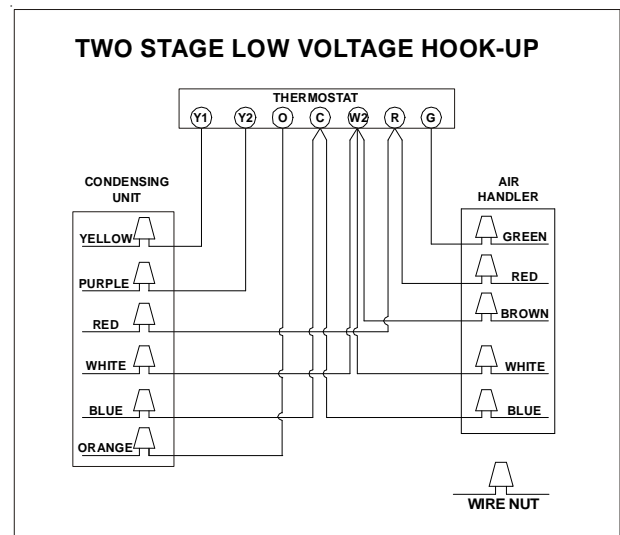 TWO STAGE LOW VOLTAGE HOOK-UP
THERMOSTAT
Y1 Y2 O C W2 R G
CONDENSING
UNIT
YELLOW
PURPLE
RED
WHITE
BLUE
ORANGE
AIR
HANDLER
GREEN
RED
BROWN
WHITE
BLUE
WIRE NUT